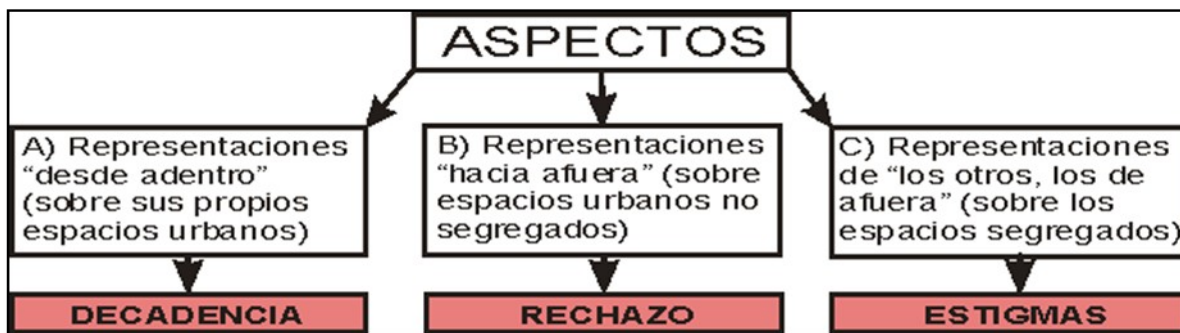 ASPECTOS
A) Representaciones
“desde adentro”
(sobre sus propios
espacios urbanos)
B) Representaciones
“hacia afuera” (sobre
espacios urbanos no
segregados)
C) Representaciones
de “los otros, los de
afuera” (sobre los
espacios segregados)
DECADENCIA
RECHAZO
ESTIGMAS